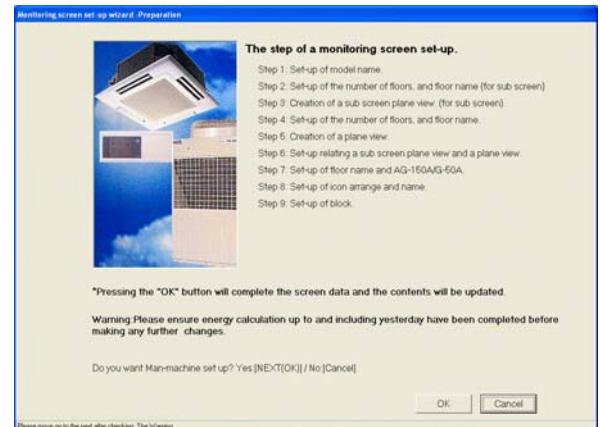 Monitoring screen set up wizard -Preparation
The step of a monitoring screen set-up.
Step 1: Set-up of model name.
Step 2: Set-up of the number of floors, and floor name (for sub screen)
Step 3: Creation of a sub screen plane view. (for sub screen)
Step 4: Set-up of the number of floors, and floor name.
Step 5: Creation of a plane view.
Step 6: Set-up relating a sub screen plane view and a plane view.
Step 7: Set-up of floor name and AG-150A/G-50A.
Step 8: Set-up of icon arrange and name.
Step 9: Set-up of block.
*Pressing the "OK" button will complete the screen data and the contents will be updated.
Warning:Please ensure energy calculation up to and including yesterday have been completed before
making any further changes.
Do you want Man-machine set up? Yes:[NEXT(OK)] / No:[Cancel]
OK Cancel
Please move on to the next after checking. The Warning